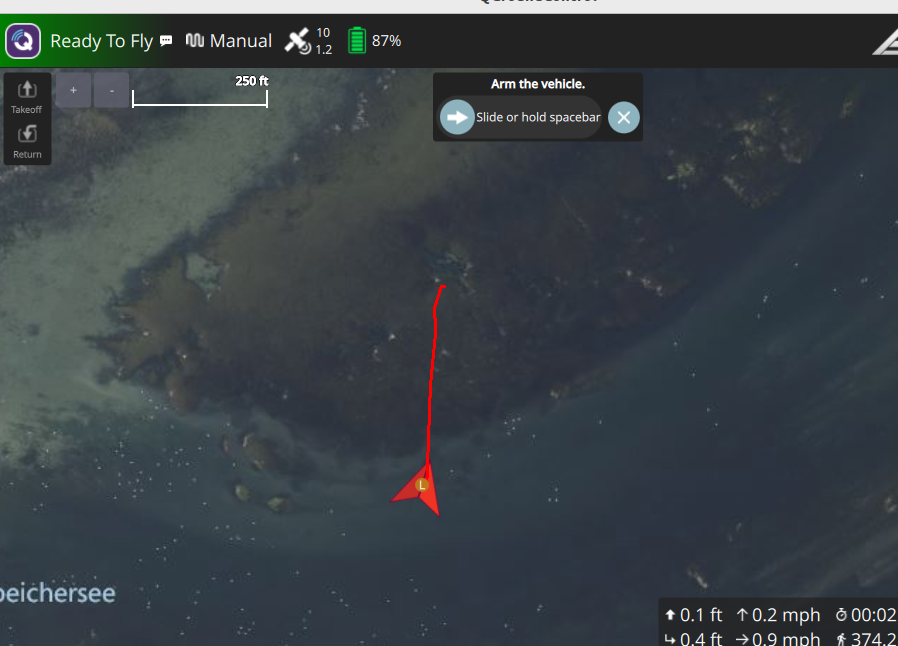 Ready To Fly
Manual
10
1.2
87%
Takeoff
Return
+
-
250 ft
Arm the vehicle.
Slide or hold spacebar
L
peichersee
0.1 ft
0.2 mph
00:02
0.4 ft
0.9 mph
374.2